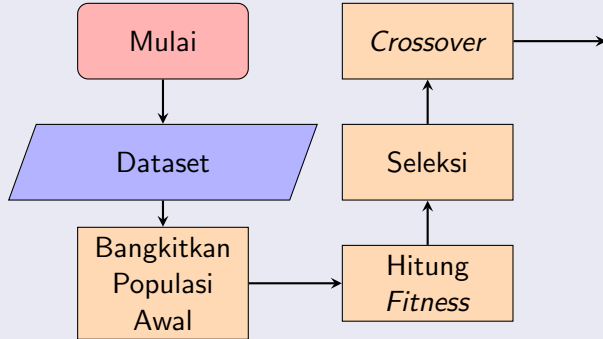 Mulai
Dataset
Bangkitkan
Populasi
Awal
Hitung
Fitness
Seleksi
Crossover